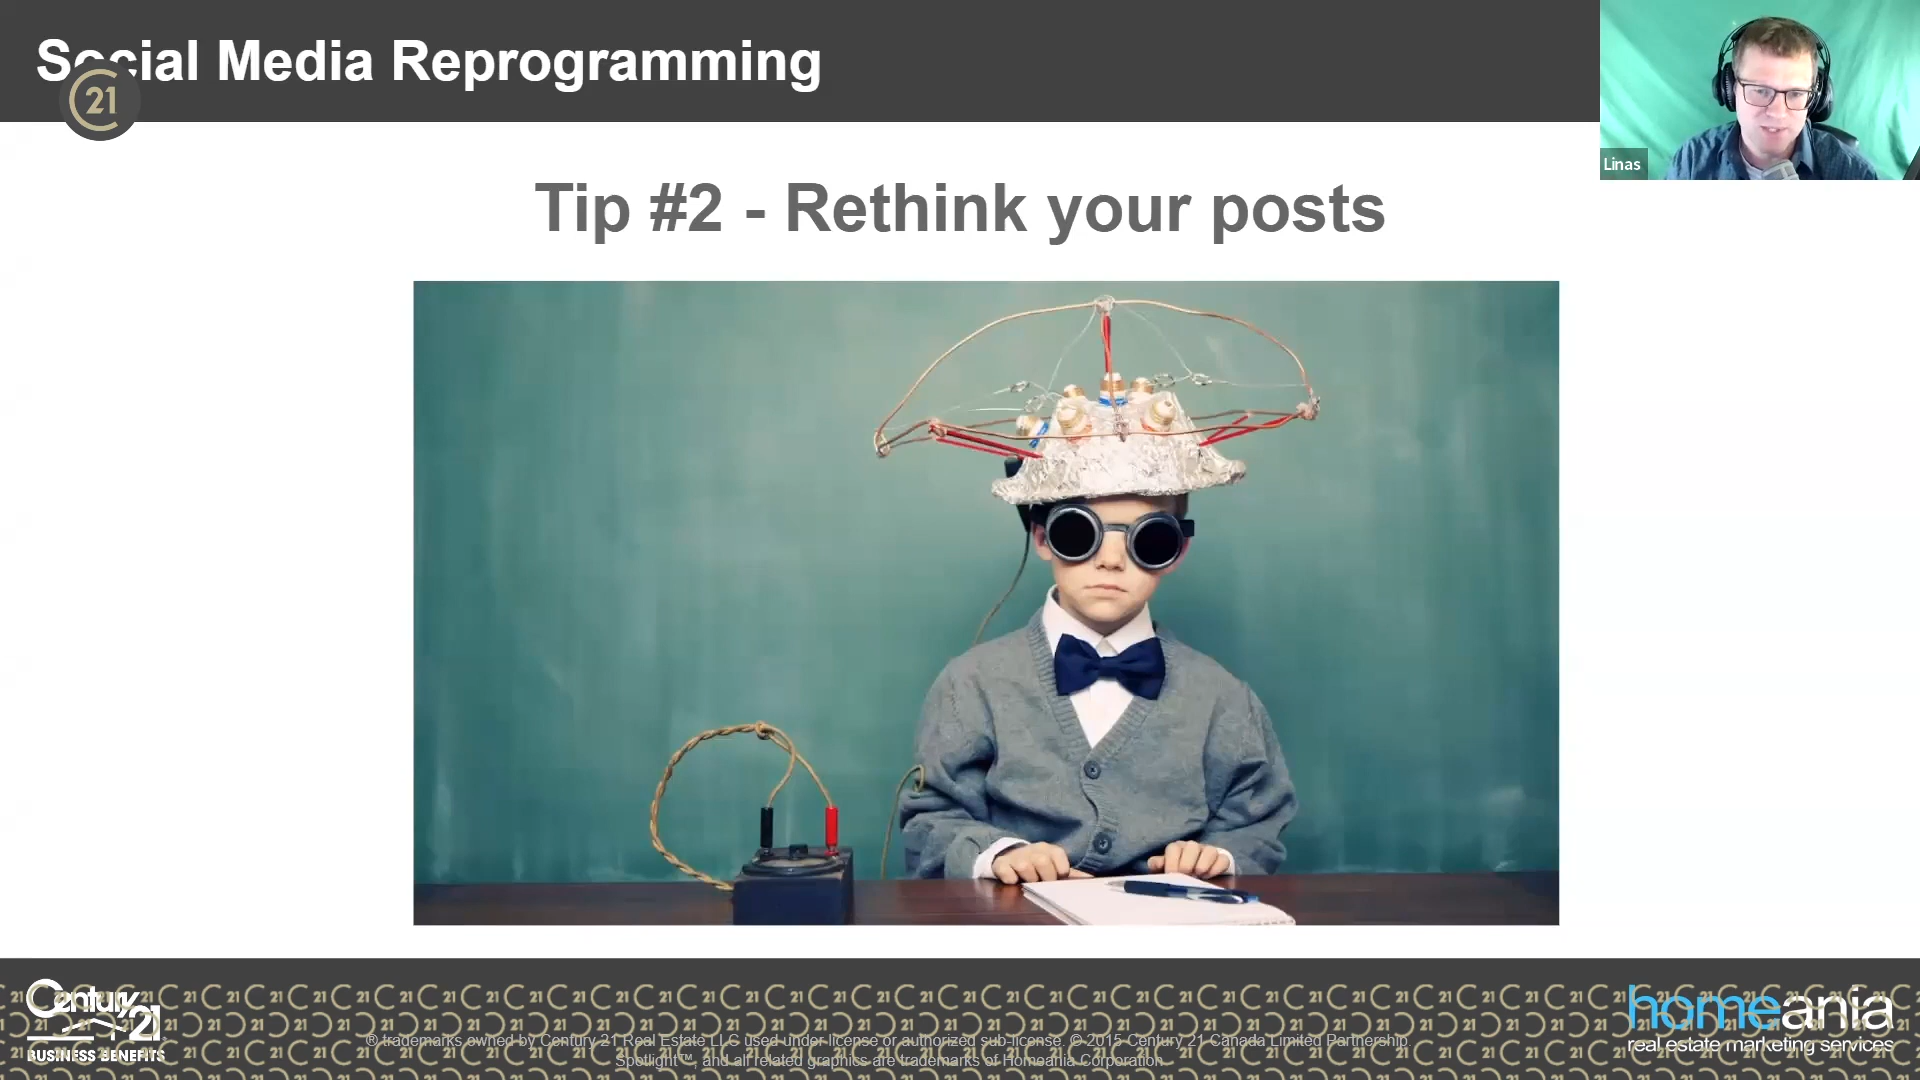 Social Media Reprogramming
21
Linas
Tip #2 - Rethink your posts
Century 21
BUSINESS BENEFITS
® trademarks owned by Century 21 Real Estate LLC used under license or authorized sub-license. © 2015 Century 21 Canada Limited Partnership.
Spotlight™, and all related graphics are trademarks of Homeania Corporation.
homeania
real estate marketing services